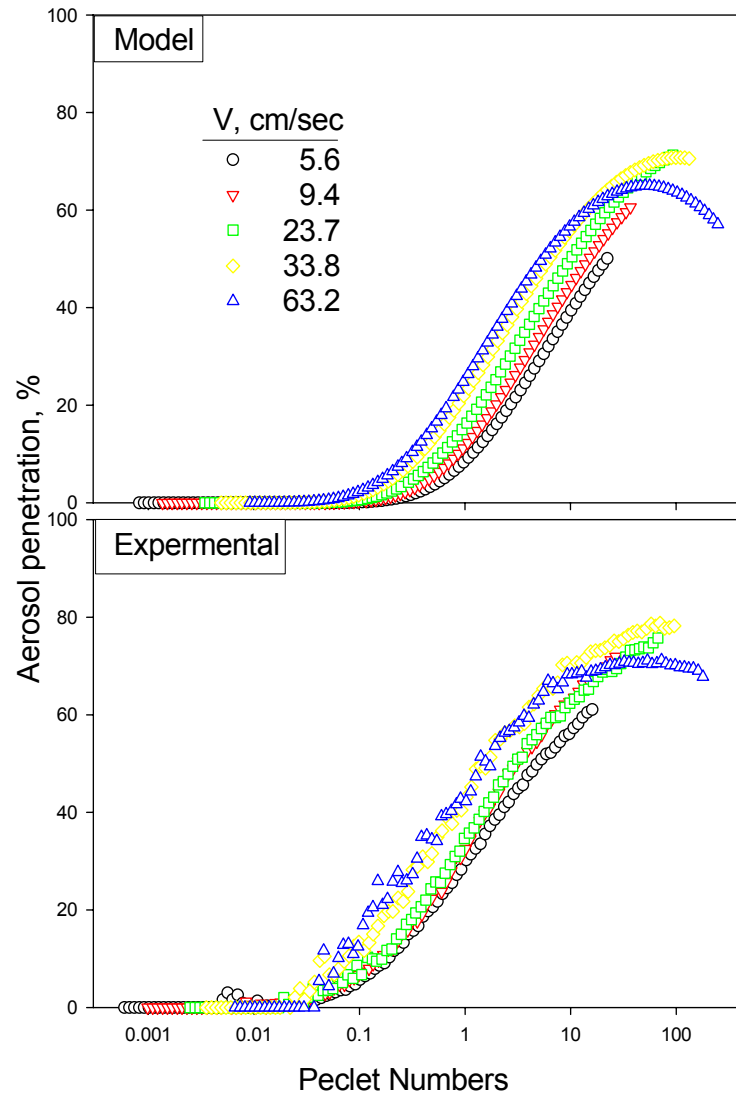 100
Model
80
V, cm/sec
5.6
9.4
23.7
33.8
63.2
60
40
20
0
Aerosol penetration, %
100
Expermental
80
60
40
20
0
0.001 0.01 0.1 1 10 100
Peclet Numbers